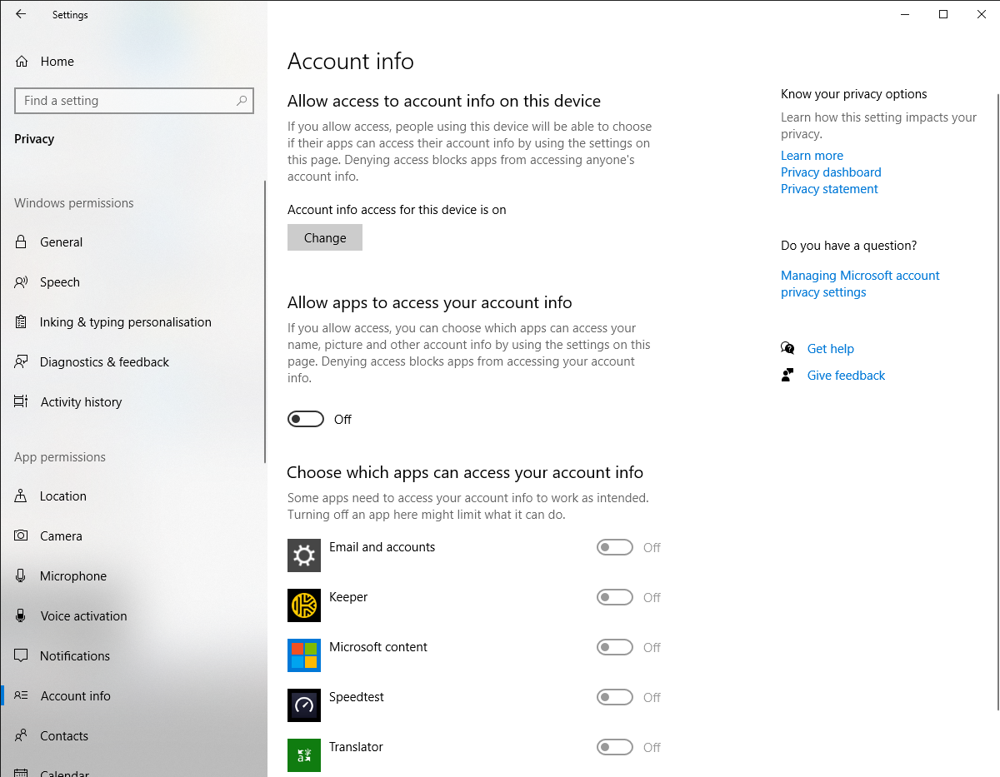 Settings
Home
Find a setting
Privacy
Windows permissions
General
Speech
Inking & typing personalisation
Diagnostics & feedback
Activity history
App permissions
Location
Camera
Microphone
Voice activation
Notifications
Account info
Contacts
Calendar
Account info
Allow access to account info on this device
If you allow access, people using this device will be able to choose
if their apps can access their account info by using the settings on
this page. Denying access blocks apps from accessing anyone's
account info.
Account info access for this device is on
Change
Allow apps to access your account info
If you allow access, you can choose which apps can access your
name, picture and other account info by using the settings on this
page. Denying access blocks apps from accessing your account
info.
Off
Choose which apps can access your account info
Some apps need to access your account info to work as intended.
Turning off an app here might limit what it can do.
Email and accounts Off
Keeper Off
Microsoft content Off
Speedtest Off
Translator Off
Know your privacy options
Learn how this setting impacts your
privacy.
Learn more
Privacy dashboard
Privacy statement
Do you have a question?
Managing Microsoft account
privacy settings
Get help
Give feedback